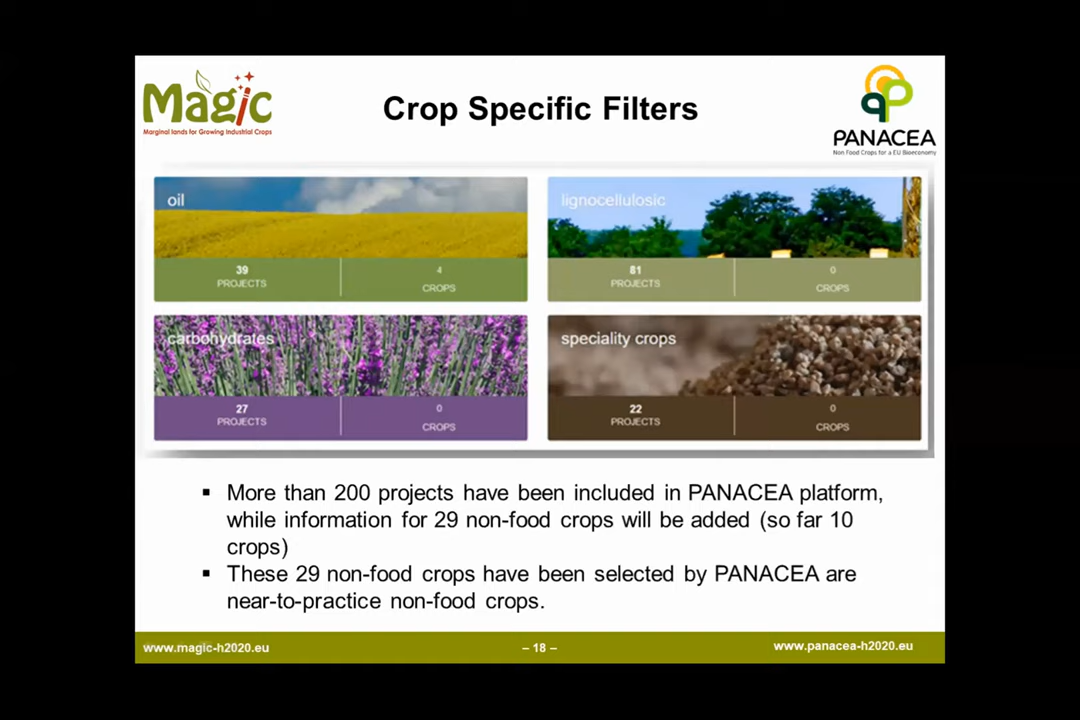 Magic
Marginal lands for Growing Industrial Crops
Crop Specific Filters
PANACEA
Non Food Crops for a EU Bioeconomy
oil
39
PROJECTS
4
CROPS
lignocellulosic
81
PROJECTS
0
CROPS
carbohydrates
27
PROJECTS
0
CROPS
speciality crops
22
PROJECTS
0
CROPS
▪ More than 200 projects have been included in PANACEA platform,
while information for 29 non-food crops will be added (so far 10
crops)
▪ These 29 non-food crops have been selected by PANACEA are
near-to-practice non-food crops.
www.magic-h2020.eu
– 18 –
www.panacea-h2020.eu